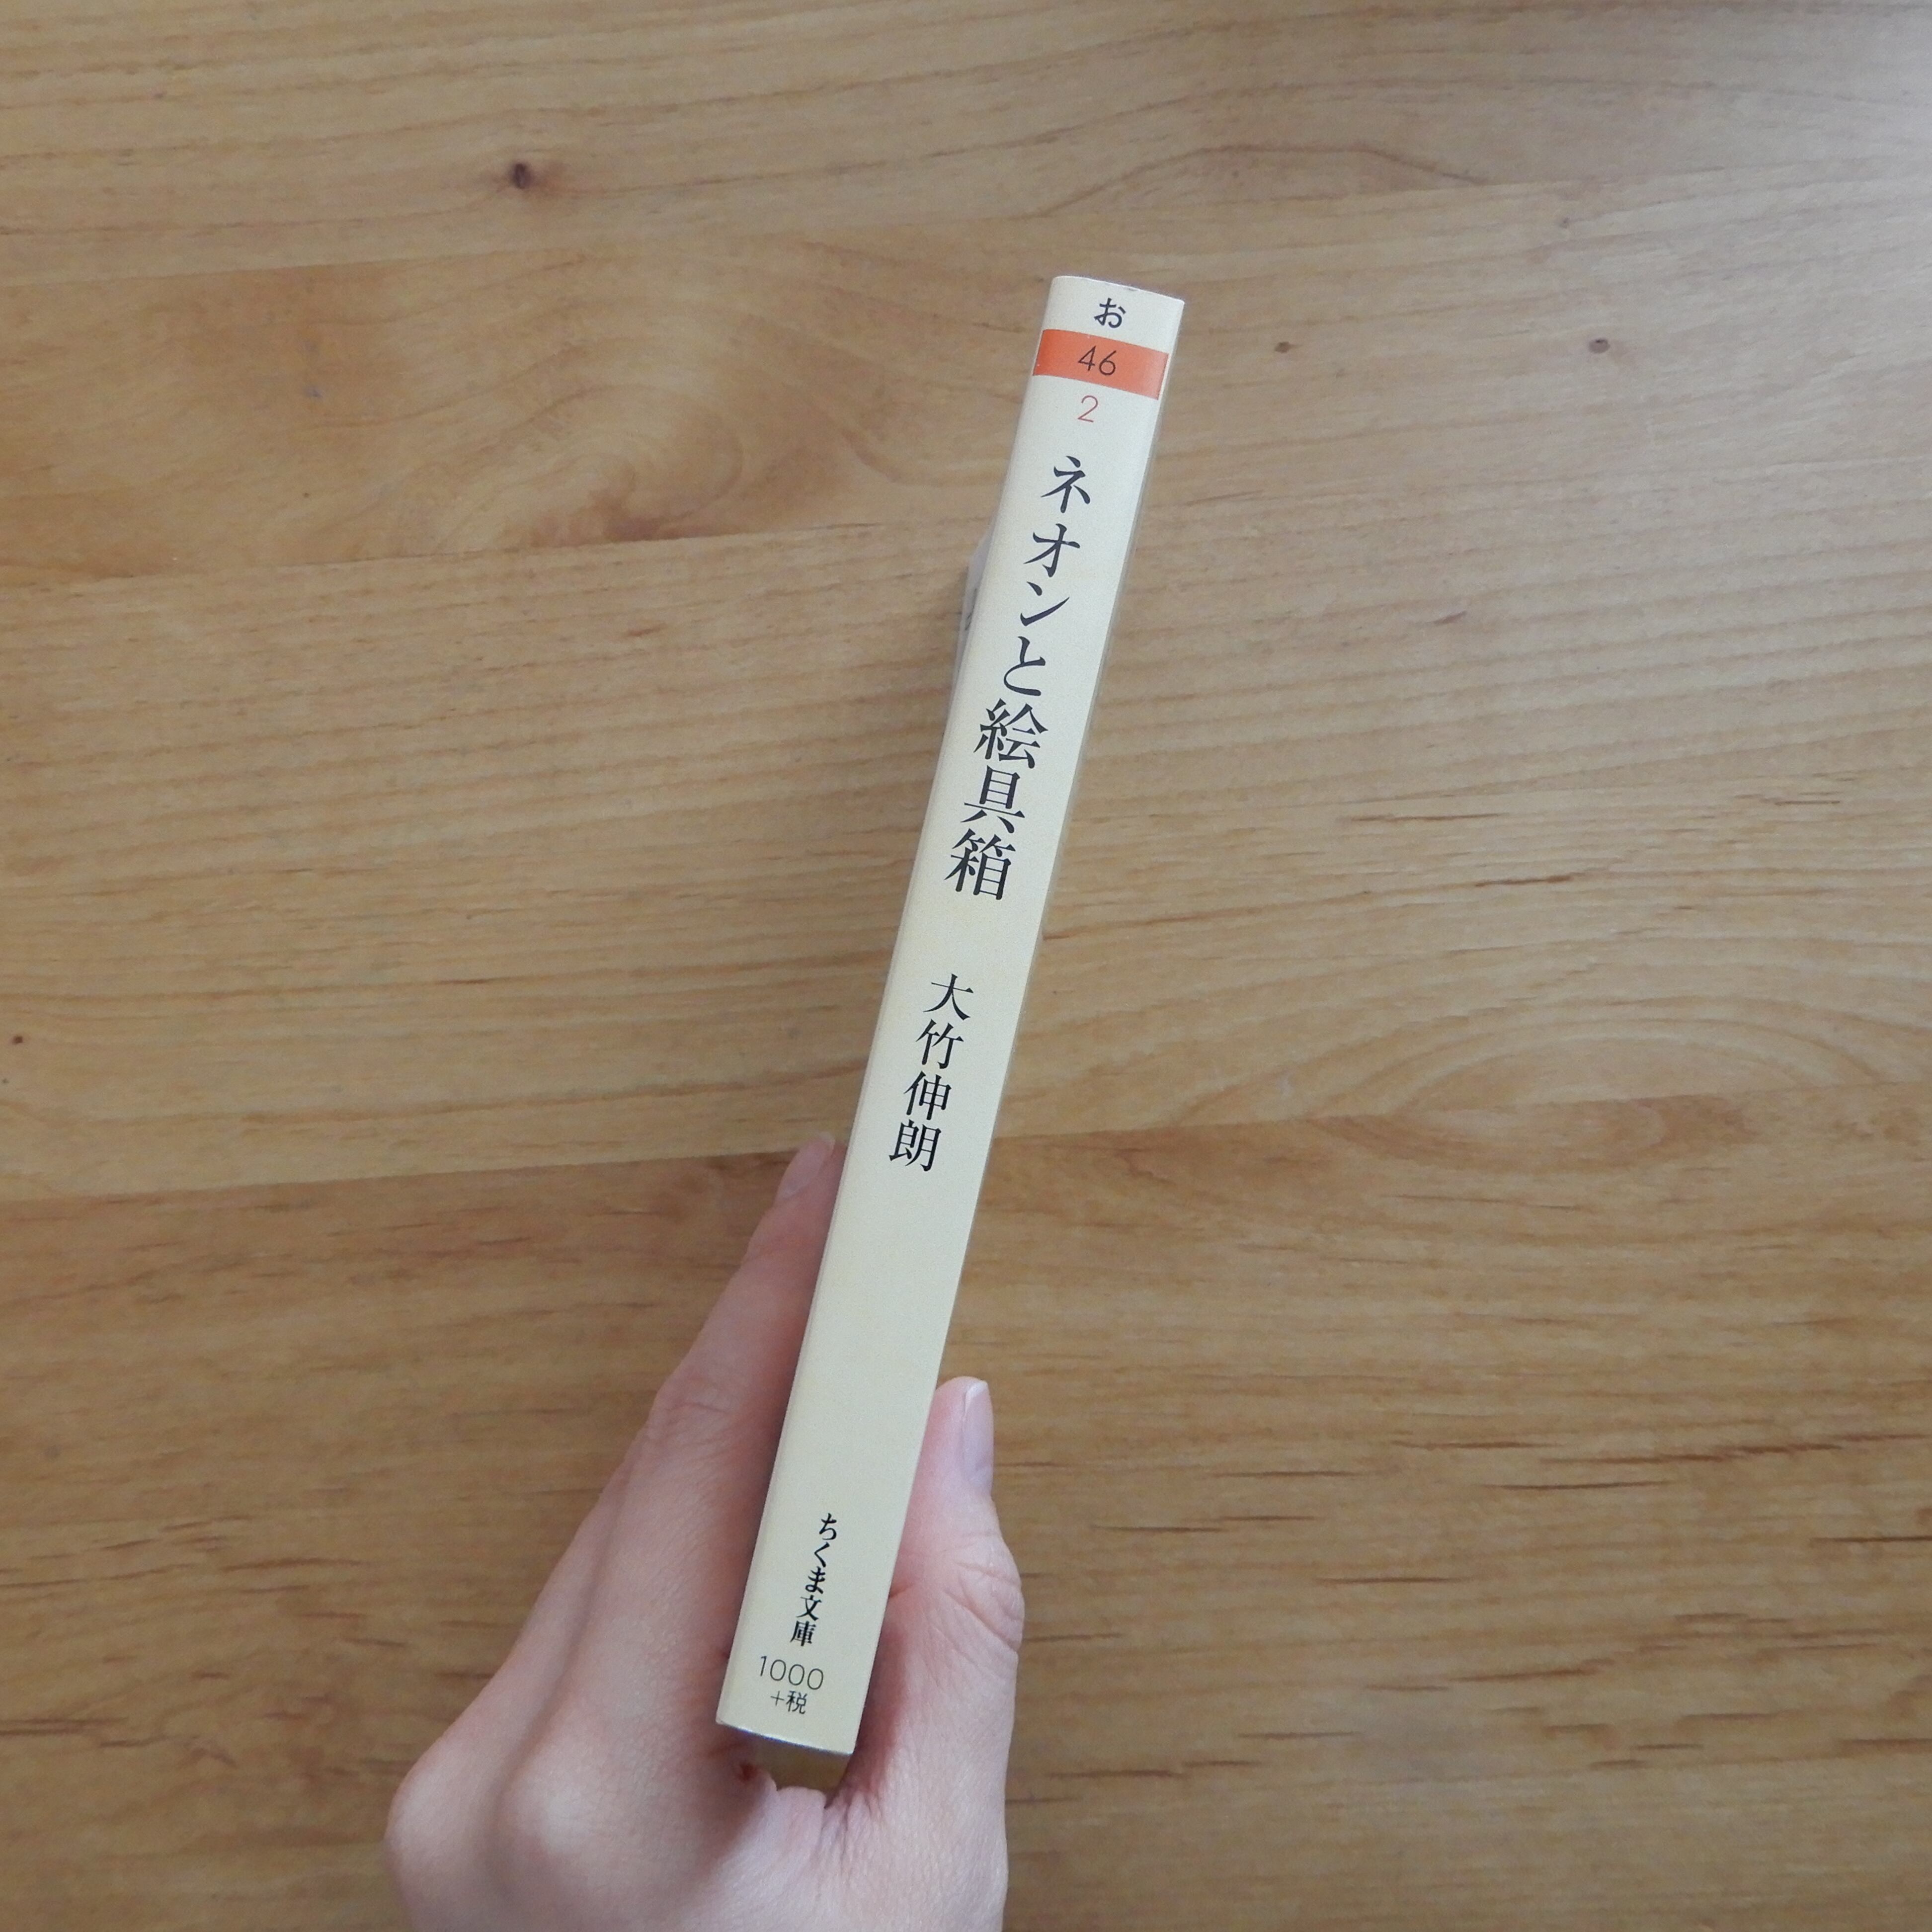 お
46
2
ネオンと絵具箱
大竹伸朗
ちくま文庫
1000
+税